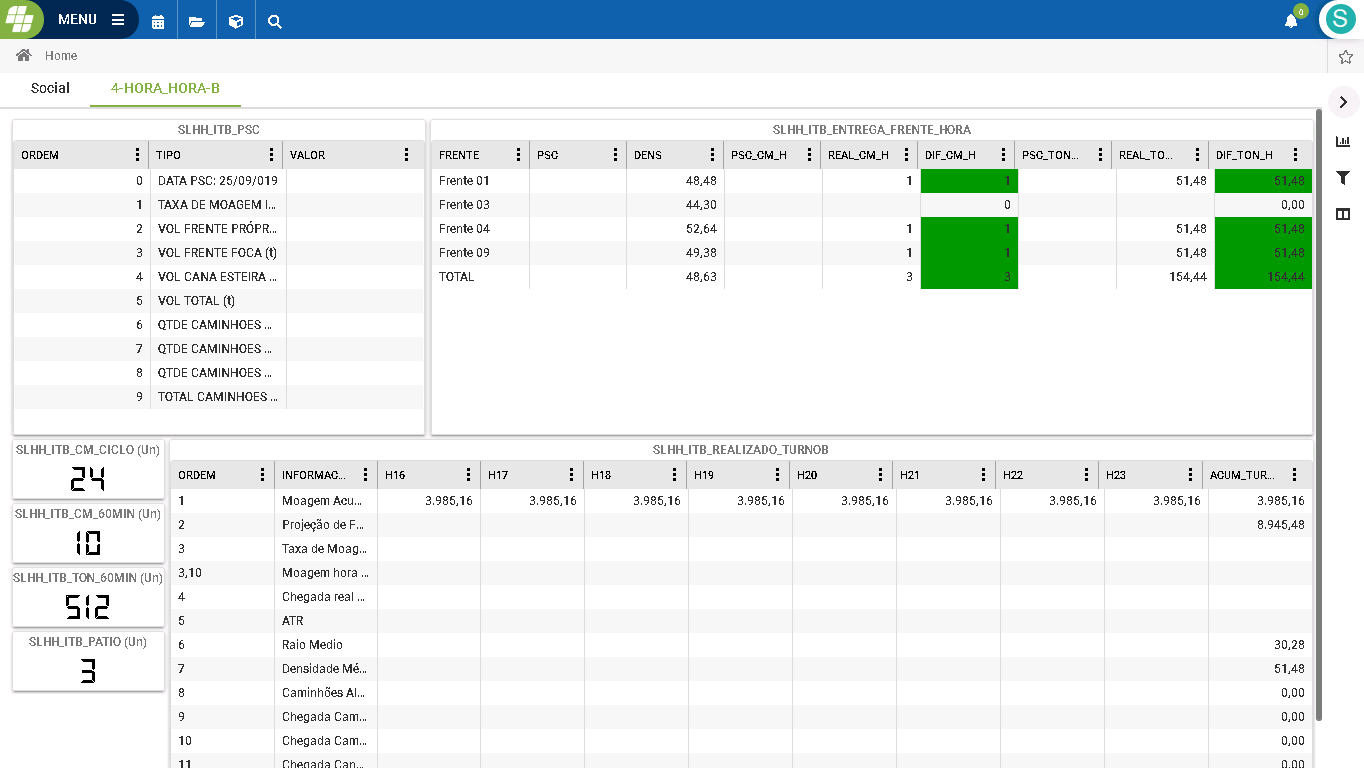 MENU
0
S
Home
Social 4-HORA_HORA-B
SLHH_ITB_PSC
ORDEM TIPO VALOR
0 DATA PSC: 25/09/019
1 TAXA DE MOAGEM I...
2 VOL FRENTE PRÓPR...
3 VOL FRENTE FOCA (t)
4 VOL CANA ESTEIRA ...
5 VOL TOTAL (t)
6 QTDE CAMINHOES ...
7 QTDE CAMINHOES ...
8 QTDE CAMINHOES ...
9 TOTAL CAMINHOES ...
SLHH_ITB_ENTREGA_FRENTE_HORA
FRENTE PSC DENS PSC_CM_H REAL_CM_H DIF_CM_H PSC_TON... REAL_TO... DIF_TON_H
Frente 01 48,48 1 1 51,48 51,48
Frente 03 44,30 0 0,00
Frente 04 52,64 1 1 51,48 51,48
Frente 09 49,38 1 1 51,48 51,48
TOTAL 48,63 3 3 154,44 154,44
SLHH_ITB_CM_CICLO (Un)
24
SLHH_ITB_CM_60MIN (Un)
10
SLHH_ITB_TON_60MIN (Un)
512
SLHH_ITB_PATIO (Un)
3
SLHH_ITB_REALIZADO_TURNOB
ORDEM INFORMAC... H16 H17 H18 H19 H20 H21 H22 H23 ACUM_TUR...
1 Moagem Acu... 3.985,16 3.985,16 3.985,16 3.985,16 3.985,16 3.985,16 3.985,16 3.985,16 3.985,16
2 Projeção de F... 8.945,48
3 Taxa de Moag...
3,10 Moagem hora ...
4 Chegada real ...
5 ATR
6 Raio Medio 30,28
7 Densidade Mé... 51,48
8 Caminhões Al... 0,00
9 Chegada Cam... 0,00
10 Chegada Cam... 0,00
11 Chegada Can... 0,00